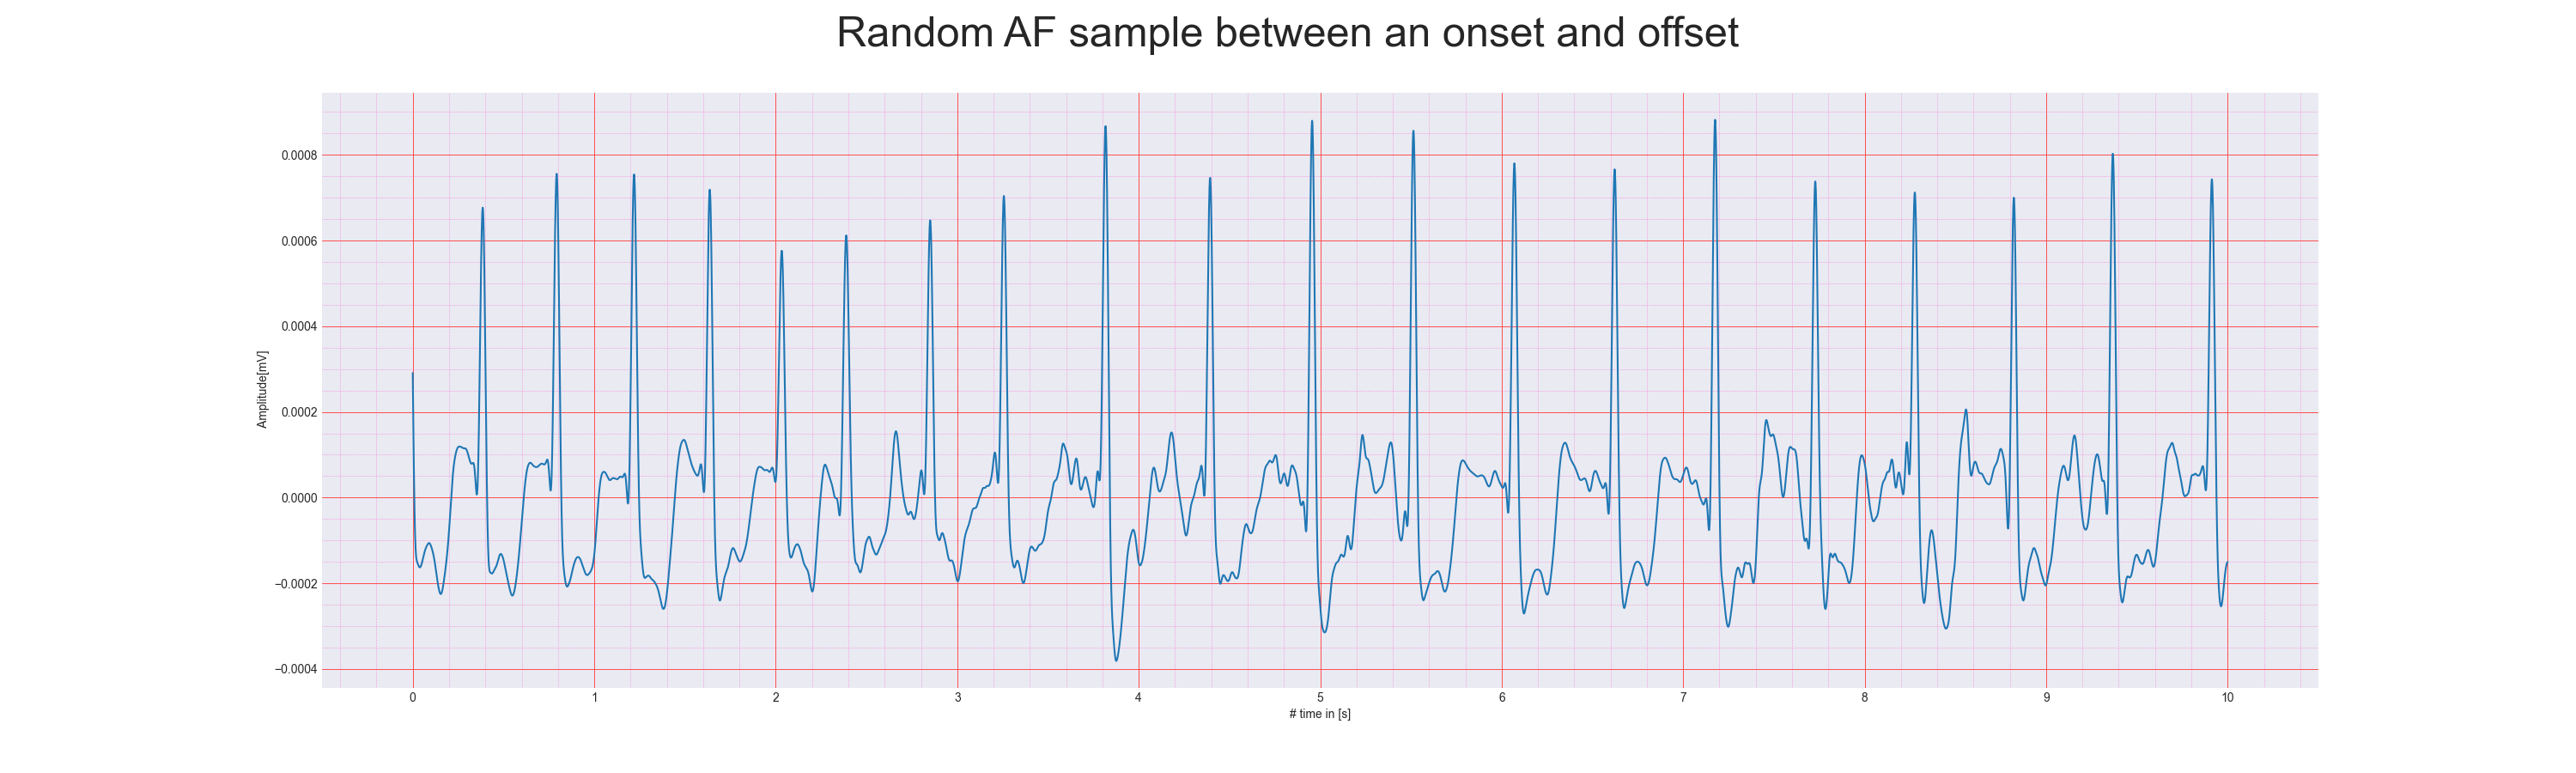 Random AF sample between an onset and offset
0.0008
0.0006
0.0004
0.0002
0.0000
−0.0002
−0.0004
Amplitude[mV]
0 1 2 3 4 5 6 7 8 9 10
# time in [s]